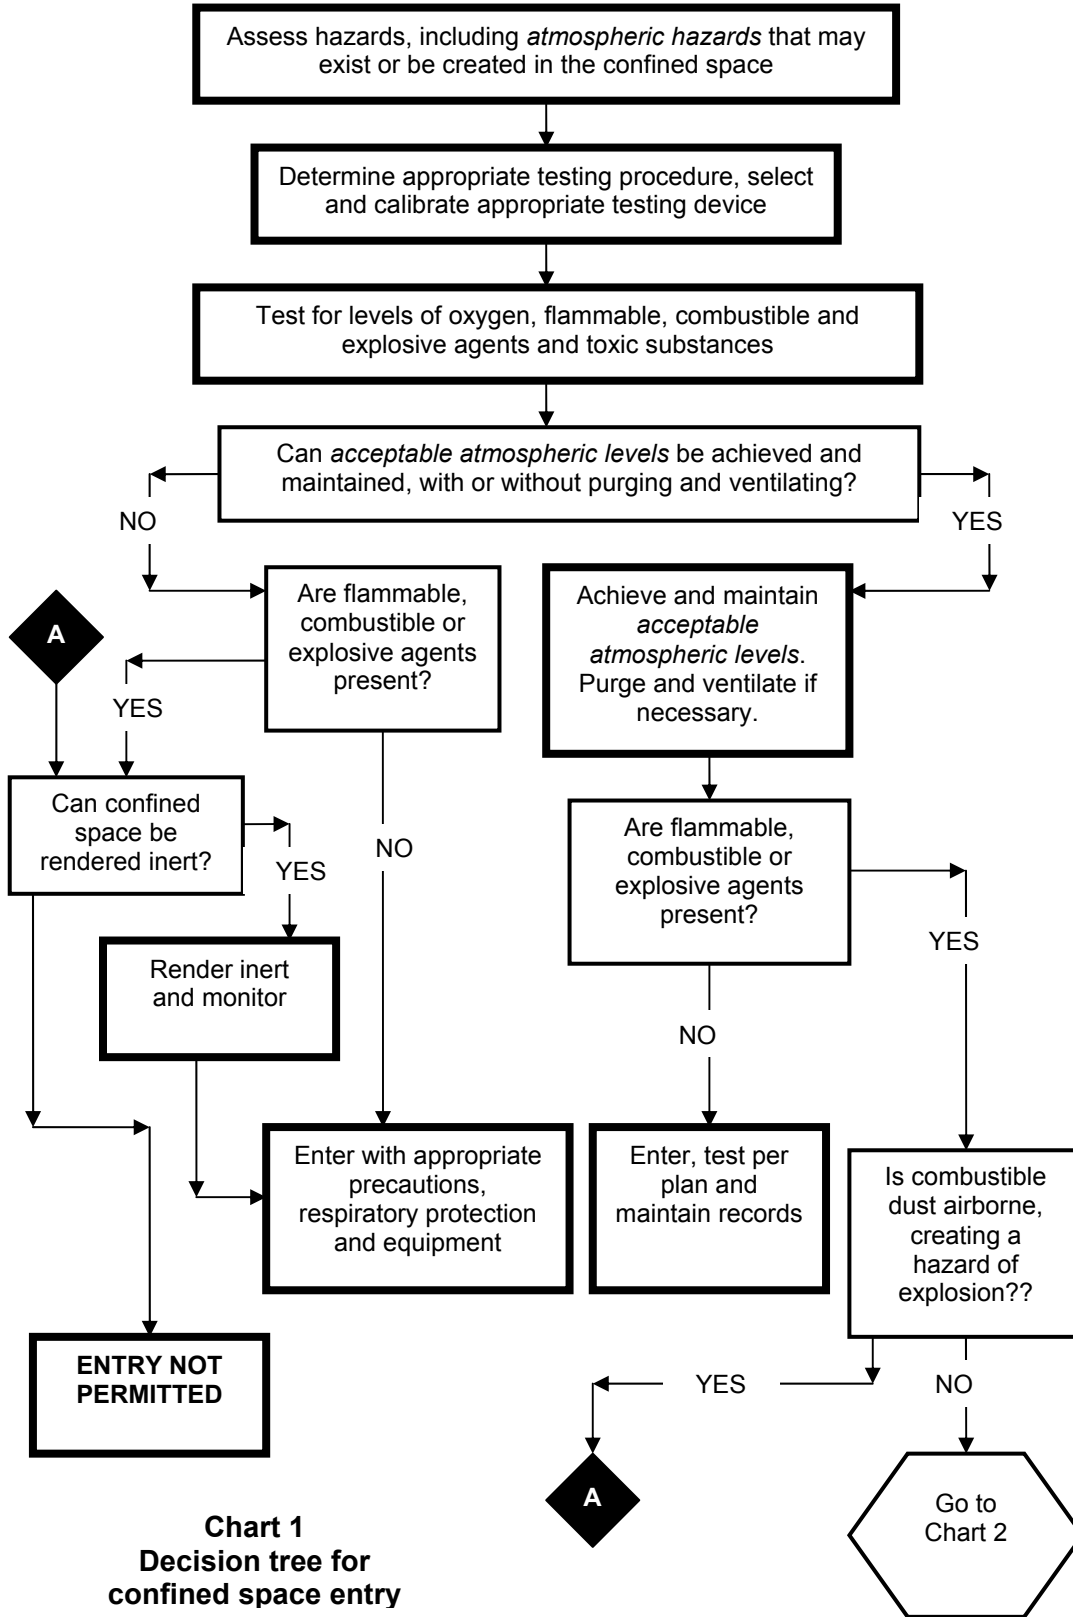 Assess hazards, including atmospheric hazards that may
exist or be created in the confined space
Determine appropriate testing procedure, select
and calibrate appropriate testing device
Test for levels of oxygen, flammable, combustible and
explosive agents and toxic substances
Can acceptable atmospheric levels be achieved and
maintained, with or without purging and ventilating?
NO
YES
Are flammable,
combustible or
explosive agents
present?
Achieve and maintain
acceptable
atmospheric levels.
Purge and ventilate if
necessary.
A
YES
Can confined
space be
rendered inert?
YES
NO
Are flammable,
combustible or
explosive agents
present?
YES
Render inert
and monitor
NO
Enter with appropriate
precautions,
respiratory protection
and equipment
Enter, test per
plan and
maintain records
Is combustible
dust airborne,
creating a
hazard of
explosion??
ENTRY NOT
PERMITTED
YES
NO
A
Go to
Chart 2
Chart 1
Decision tree for
confined space entry